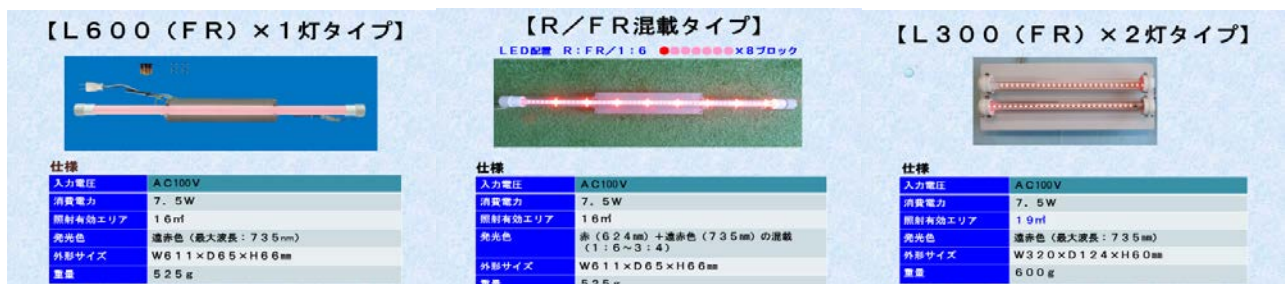 【L600（FR）×1灯タイプ】
仕様
入力電圧 AC100V
消費電力 7．5W
照射有効エリア 16㎡
発光色 遠赤色（最大波長：735nm）
外形サイズ W611×D65×H66㎜
重量 525g
【R／FR混載タイプ】
LED配置 R：FR／1：6 ●●●●●●●×8ブロック
仕様
入力電圧 AC100V
消費電力 7．5W
照射有効エリア 16㎡
発光色 赤（624㎜）＋遠赤色（735㎜）の混載
（1：6～3：4）
外形サイズ W611×D65×H66㎜
重量 525g
【L300（FR）×2灯タイプ】
仕様
入力電圧 AC100V
消費電力 7．5W
照射有効エリア 19㎡
発光色 遠赤色（最大波長：735㎜）
外形サイズ W320×D124×H60㎜
重量 600g